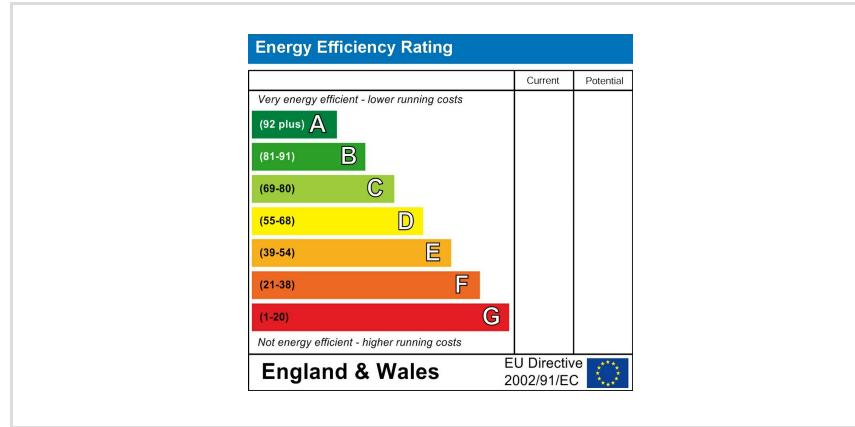 Energy Efficiency Rating
Current Potential
Very energy efficient - lower running costs
(92 plus) A
(81-91) B
(69-80) C
(55-68) D
(39-54) E
(21-38) F
(1-20) G
Not energy efficient - higher running costs
England & Wales
EU Directive
2002/91/EC